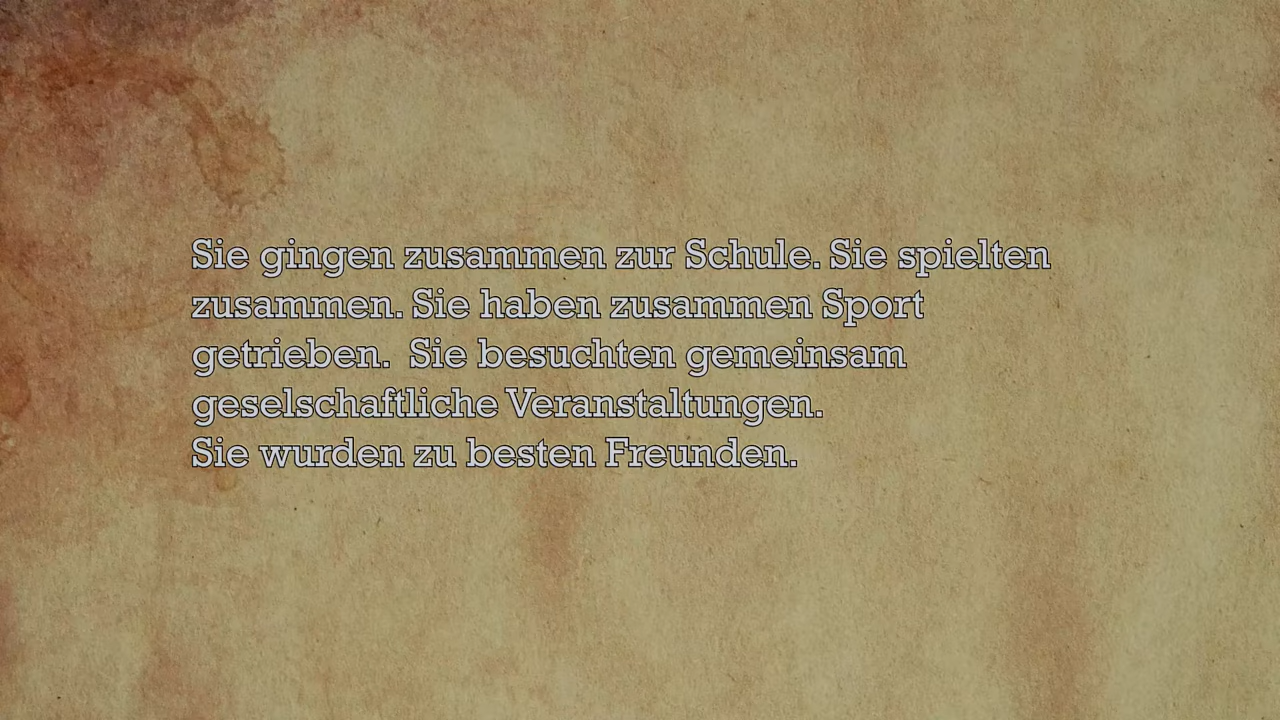 Sie gingen zusammen zur Schule. Sie spielten
zusammen. Sie haben zusammen Sport
getrieben.  Sie besuchten gemeinsam
geselschaftliche Veranstaltungen.
Sie wurden zu besten Freunden.